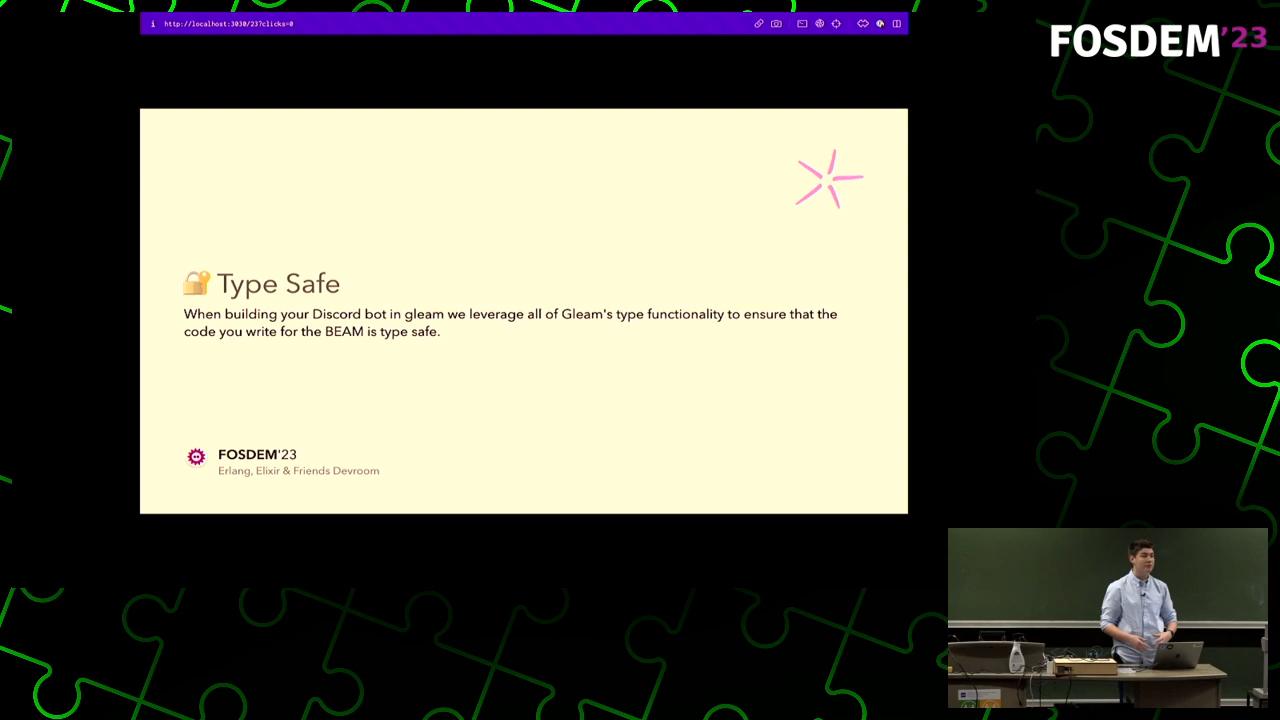 http://localhost:3030/23?clicks=0
FOSDEM'23
🔐 Type Safe
When building your Discord bot in gleam we leverage all of Gleam's type functionality to ensure that the
code you write for the BEAM is type safe.
FOSDEM'23
Erlang, Elixir & Friends Devroom